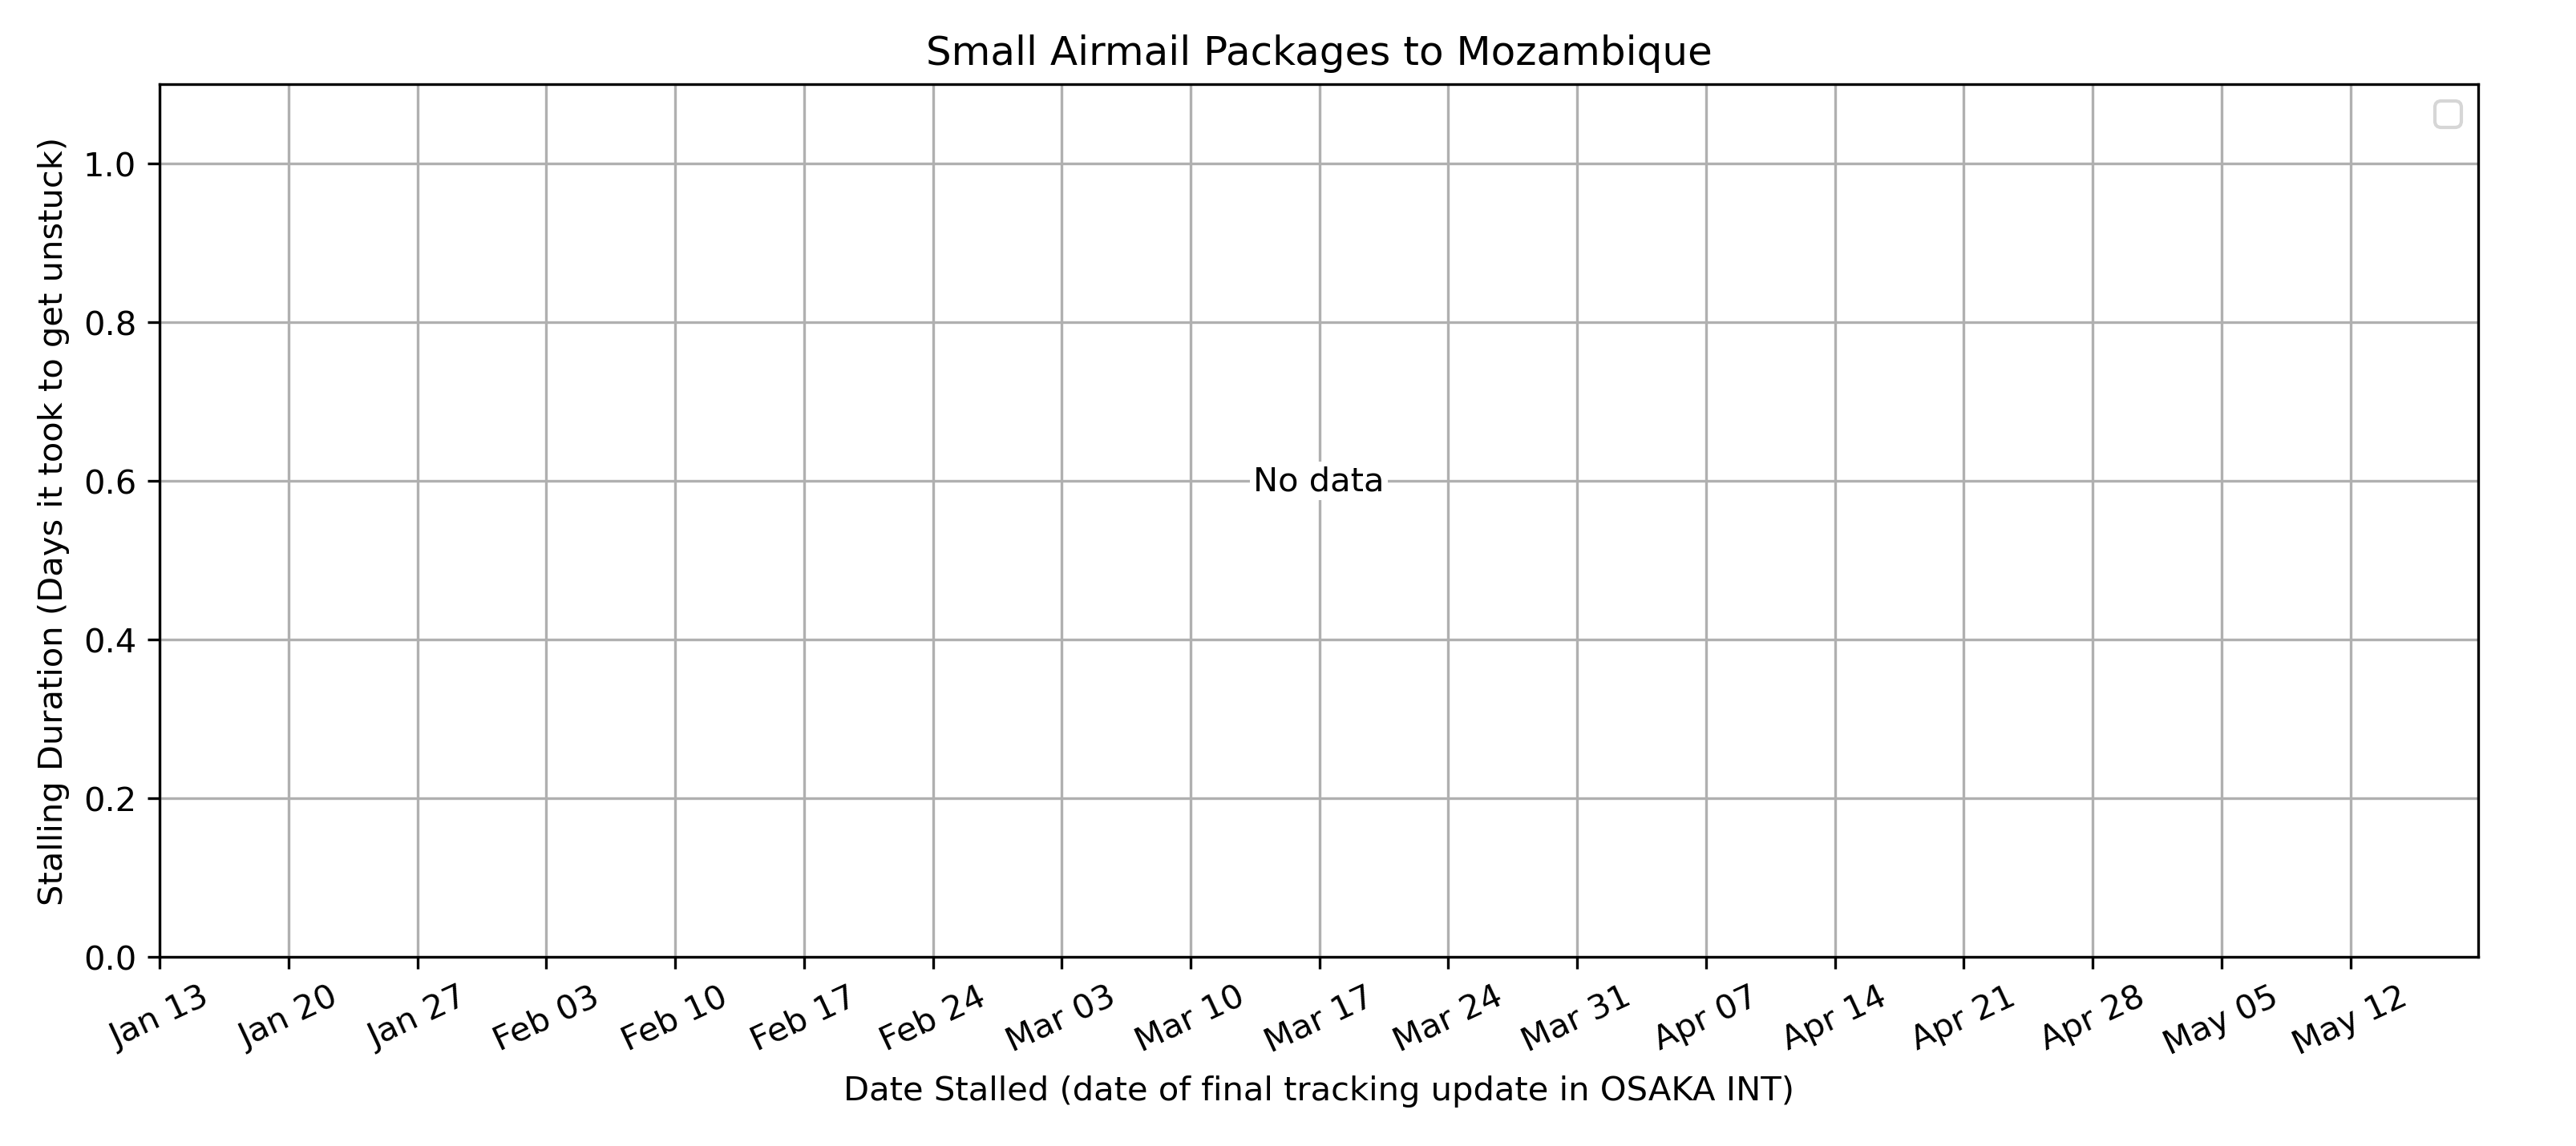 Small Airmail Packages to Mozambique
Stalling Duration (Days it took to get unstuck)
1.0
0.8
0.6
0.4
0.2
0.0
No data
Jan 13
Jan 20
Jan 27
Feb 03
Feb 10
Feb 17
Feb 24
Mar 03
Mar 10
Mar 17
Mar 24
Mar 31
Apr 07
Apr 14
Apr 21
Apr 28
May 05
May 12
Date Stalled (date of final tracking update in OSAKA INT)